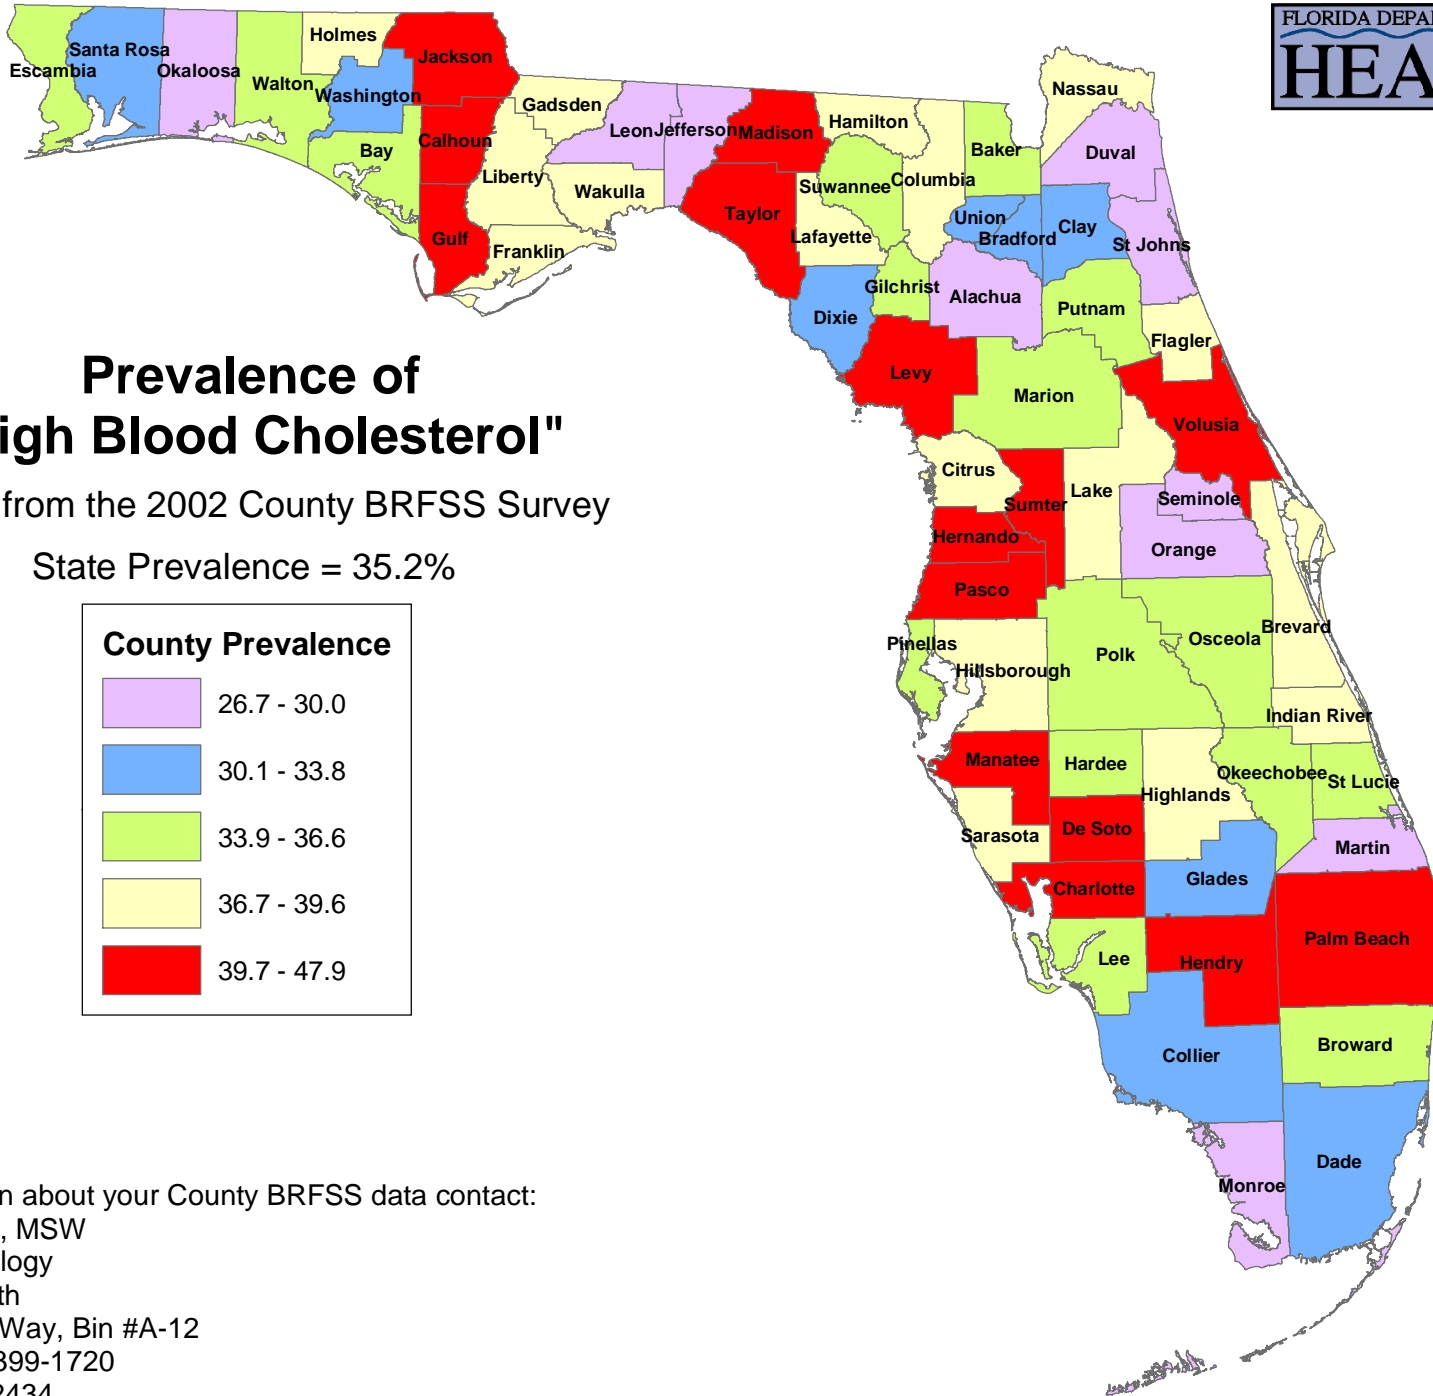 FLORIDA DEPA
HEA
Prevalence of
igh Blood Cholesterol"
from the 2002 County BRFSS Survey
State Prevalence = 35.2%
County Prevalence
26.7 - 30.0
30.1 - 33.8
33.9 - 36.6
36.7 - 39.6
39.7 - 47.9
Escambia
Santa Rosa
Okaloosa
Walton
Holmes
Washington
Jackson
Bay
Calhoun
Gulf
Gadsden
Liberty
Franklin
Leon
Wakulla
Jefferson
Madison
Taylor
Hamilton
Suwannee
Lafayette
Columbia
Baker
Nassau
Duval
Union
Bradford
Clay
St Johns
Dixie
Gilchrist
Alachua
Putnam
Flagler
Levy
Marion
Volusia
Citrus
Sumter
Lake
Seminole
Orange
Hernando
Pasco
Pinellas
Hillsborough
Polk
Osceola
Brevard
Indian River
Manatee
Hardee
Highlands
Okeechobee
St Lucie
Sarasota
De Soto
Martin
Charlotte
Glades
Lee
Hendry
Palm Beach
Collier
Broward
Monroe
Dade
n about your County BRFSS data contact:
, MSW
logy
th
Way, Bin #A-12
399-1720
2434